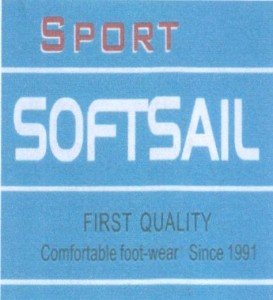 SPORT
SOFTSAIL
FIRST QUALITY
Comfortable foot-wear Since 1991